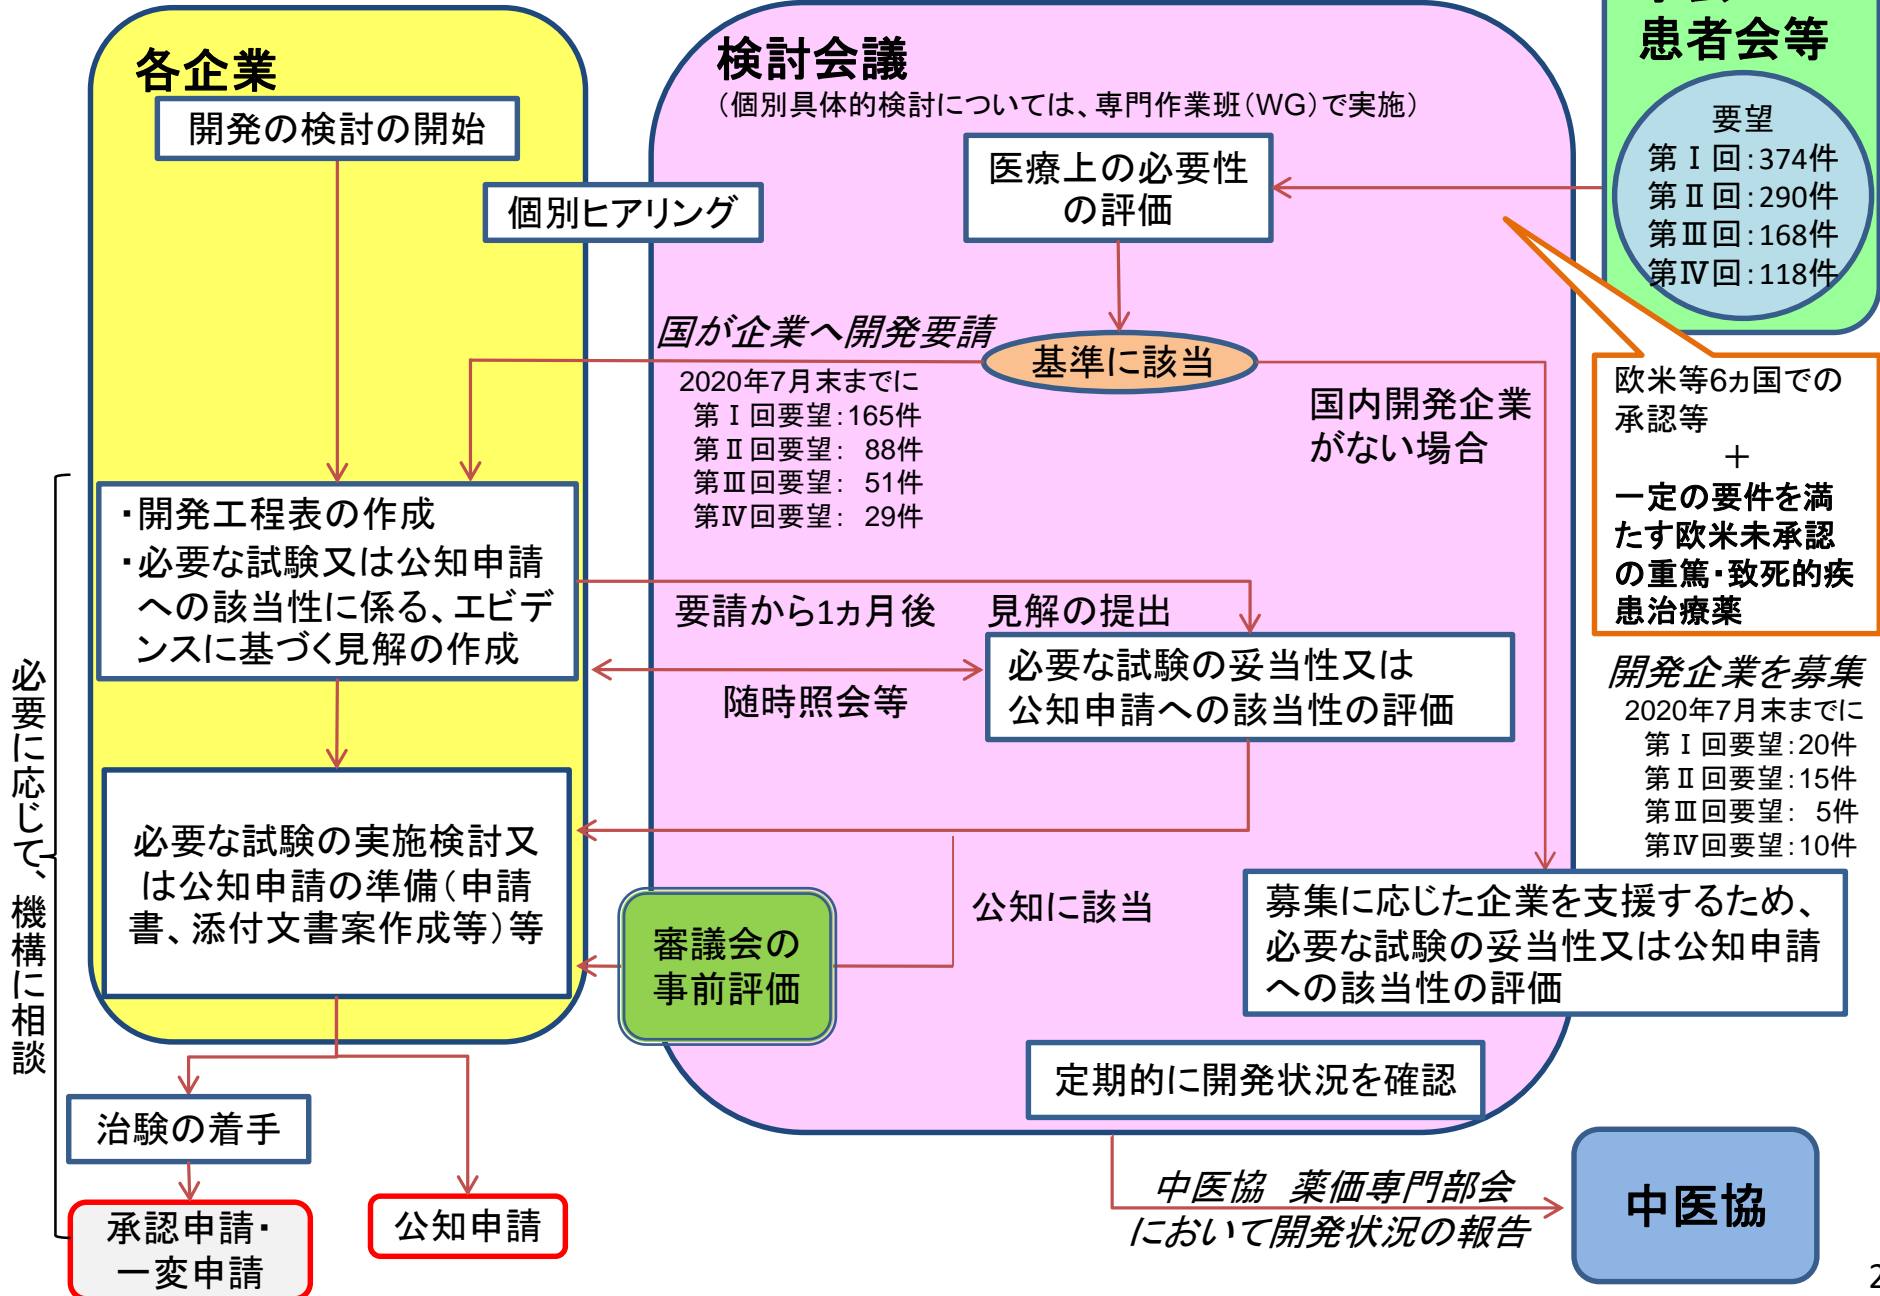 各企業
開発の検討の開始
個別ヒアリング
検討会議
（個別具体的検討については、専門作業班（WG）で実施）
医療上の必要性
の評価
患者会等
要望
第Ⅰ回：374件
第Ⅱ回：290件
第Ⅲ回：168件
第Ⅳ回：118件
国が企業へ開発要請
2020年7月末までに
第Ⅰ回要望：165件
第Ⅱ回要望： 88件
第Ⅲ回要望： 51件
第Ⅳ回要望： 29件
基準に該当
国内開発企業
がない場合
欧米等6ヵ国での
承認等
＋
一定の要件を満
たす欧米未承認
の重篤・致死的疾
患治療薬
・開発工程表の作成
・必要な試験又は公知申請
への該当性に係る、エビデ
ンスに基づく見解の作成
要請から1ヵ月後　見解の提出
随時照会等
必要な試験の妥当性又は
公知申請への該当性の評価
開発企業を募集
2020年7月末までに
第Ⅰ回要望：20件
第Ⅱ回要望：15件
第Ⅲ回要望： 5件
第Ⅳ回要望：10件
必要に応じて、機構に相談
必要な試験の実施検討又
は公知申請の準備（申請
書、添付文書案作成等）等
審議会の
事前評価
公知に該当
募集に応じた企業を支援するため、
必要な試験の妥当性又は公知申請
への該当性の評価
定期的に開発状況を確認
治験の着手
承認申請・
一変申請
公知申請
中医協　薬価専門部会
において開発状況の報告
中医協
2